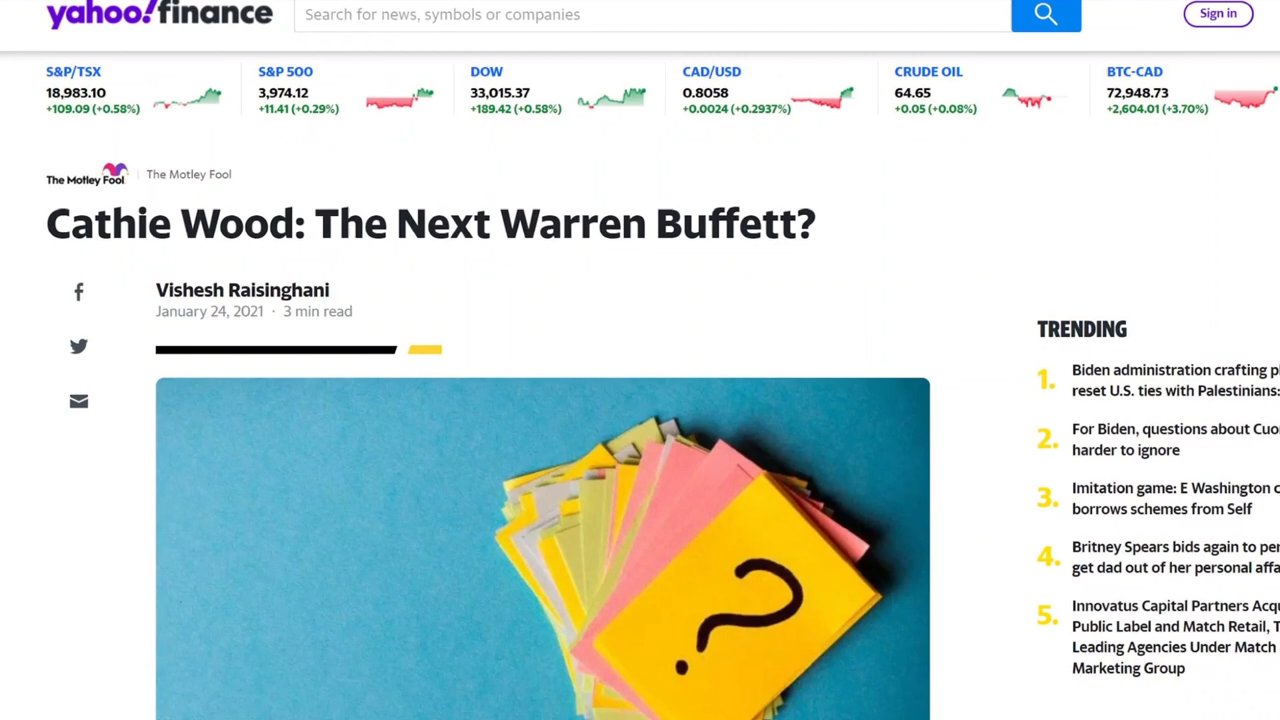 yahoo!finance
Search for news, symbols or companies
Sign in
S&P/TSX
18,983.10
+109.09 (+0.58%)
S&P 500
3,974.12
+11.41 (+0.29%)
DOW
33,015.37
+189.42 (+0.58%)
CAD/USD
0.8058
+0.0024 (+0.2937%)
CRUDE OIL
64.65
+0.05 (+0.08%)
BTC-CAD
72,948.73
+2,604.01 (+3.70%)
The Motley Fool
The Motley Fool
Cathie Wood: The Next Warren Buffett?
Vishesh Raisinghani
January 24, 2021 · 3 min read
?
TRENDING
1. Biden administration crafting
reset U.S. ties with Palestinians:
2. For Biden, questions about
harder to ignore
3. Imitation game: E Washington
borrows schemes from Self
4. Britney Spears bids again to
get dad out of her personal
5. Innovatus Capital Partners
Public Label and Match Retail,
Leading Agencies Under Match
Marketing Group